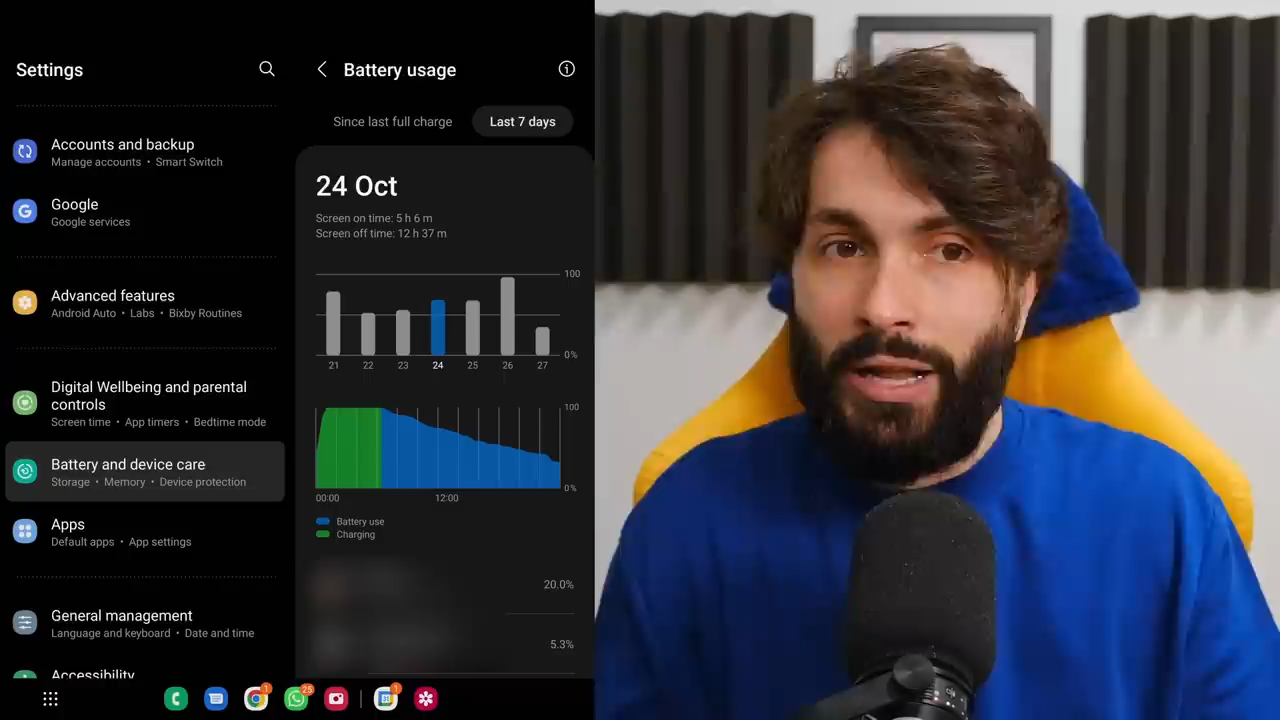 Settings
Accounts and backup
Manage accounts • Smart Switch
Google
Google services
Advanced features
Android Auto • Labs • Bixby Routines
Digital Wellbeing and parental
controls
Screen time • App timers • Bedtime mode
Battery and device care
Storage • Memory • Device protection
Apps
Default apps • App settings
General management
Language and keyboard • Date and time
Accessibility
Battery usage
Since last full charge
Last 7 days
24 Oct
Screen on time: 5 h 6 m
Screen off time: 12 h 37 m
100
0%
21 22 23 24 25 26 27
100
0%
00:00 12:00
Battery use
Charging
20.0%
5.3%
1 25 1